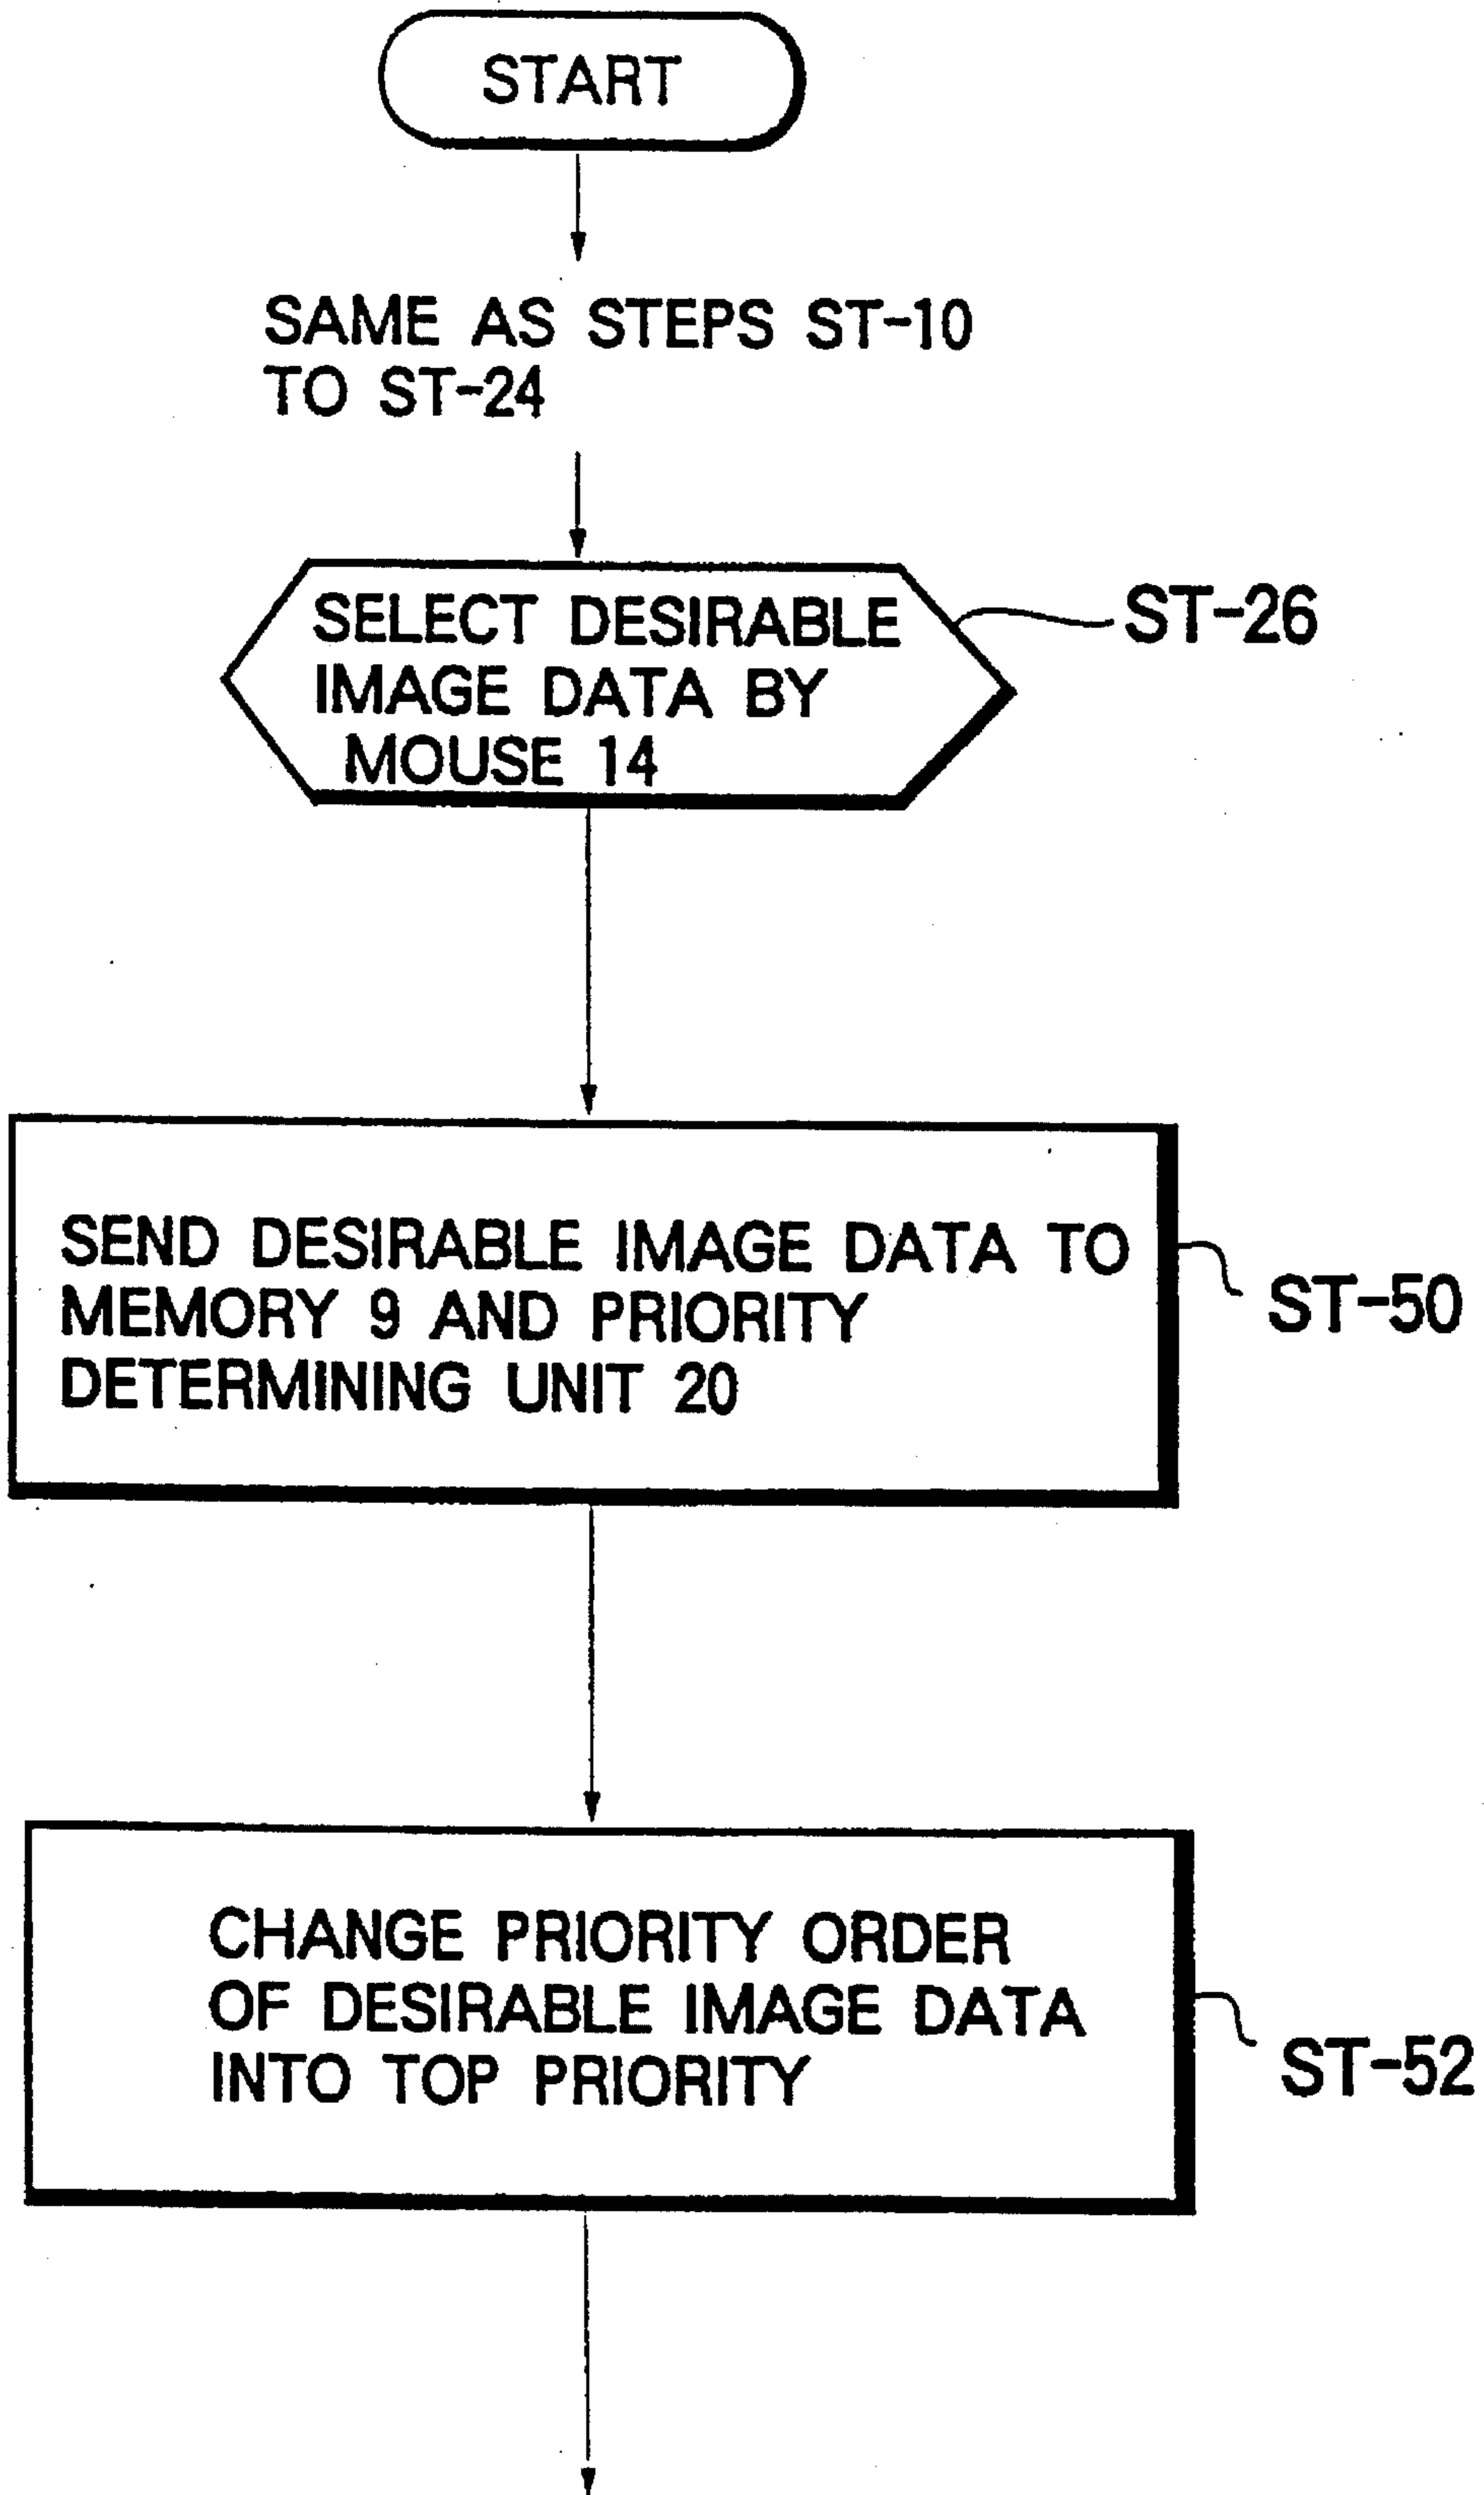 START
SAME AS STEPS ST-10
TO ST-24
SELECT DESIRABLE
IMAGE DATA BY
MOUSE 14
ST-26
SEND DESIRABLE IMAGE DATA TO
MEMORY 9 AND PRIORITY
DETERMINING UNIT 20
ST-50
CHANGE PRIORITY ORDER
OF DESIRABLE IMAGE DATA
INTO TOP PRIORITY
ST-52